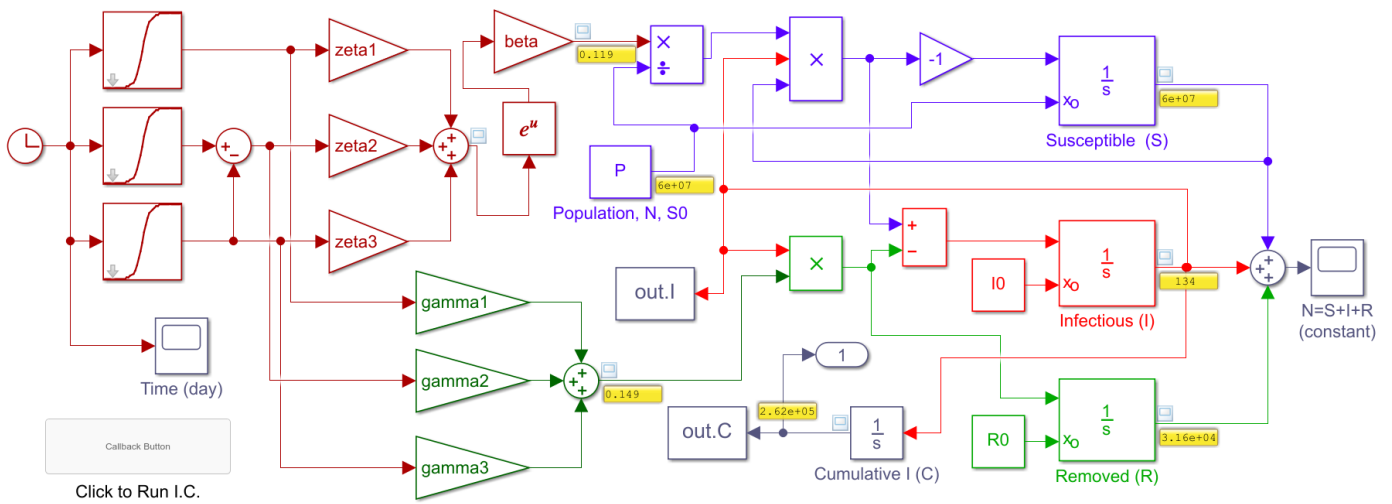 zeta1
zeta2
zeta3
+
−
+
+
+
beta
0.119
eᵘ
×
÷
×
-1
1
s
xo
6e+07
Susceptible (S)
P
6e+07
Population, N, S0
out.I
×
+
−
I0
1
s
xo
134
Infectious (I)
+
+
+
N=S+I+R
(constant)
gamma1
gamma2
gamma3
+
+
+
0.149
Time (day)
Callback Button
Click to Run I.C.
1
2.62e+05
out.C
1
s
Cumulative I (C)
R0
1
s
xo
3.16e+04
Removed (R)